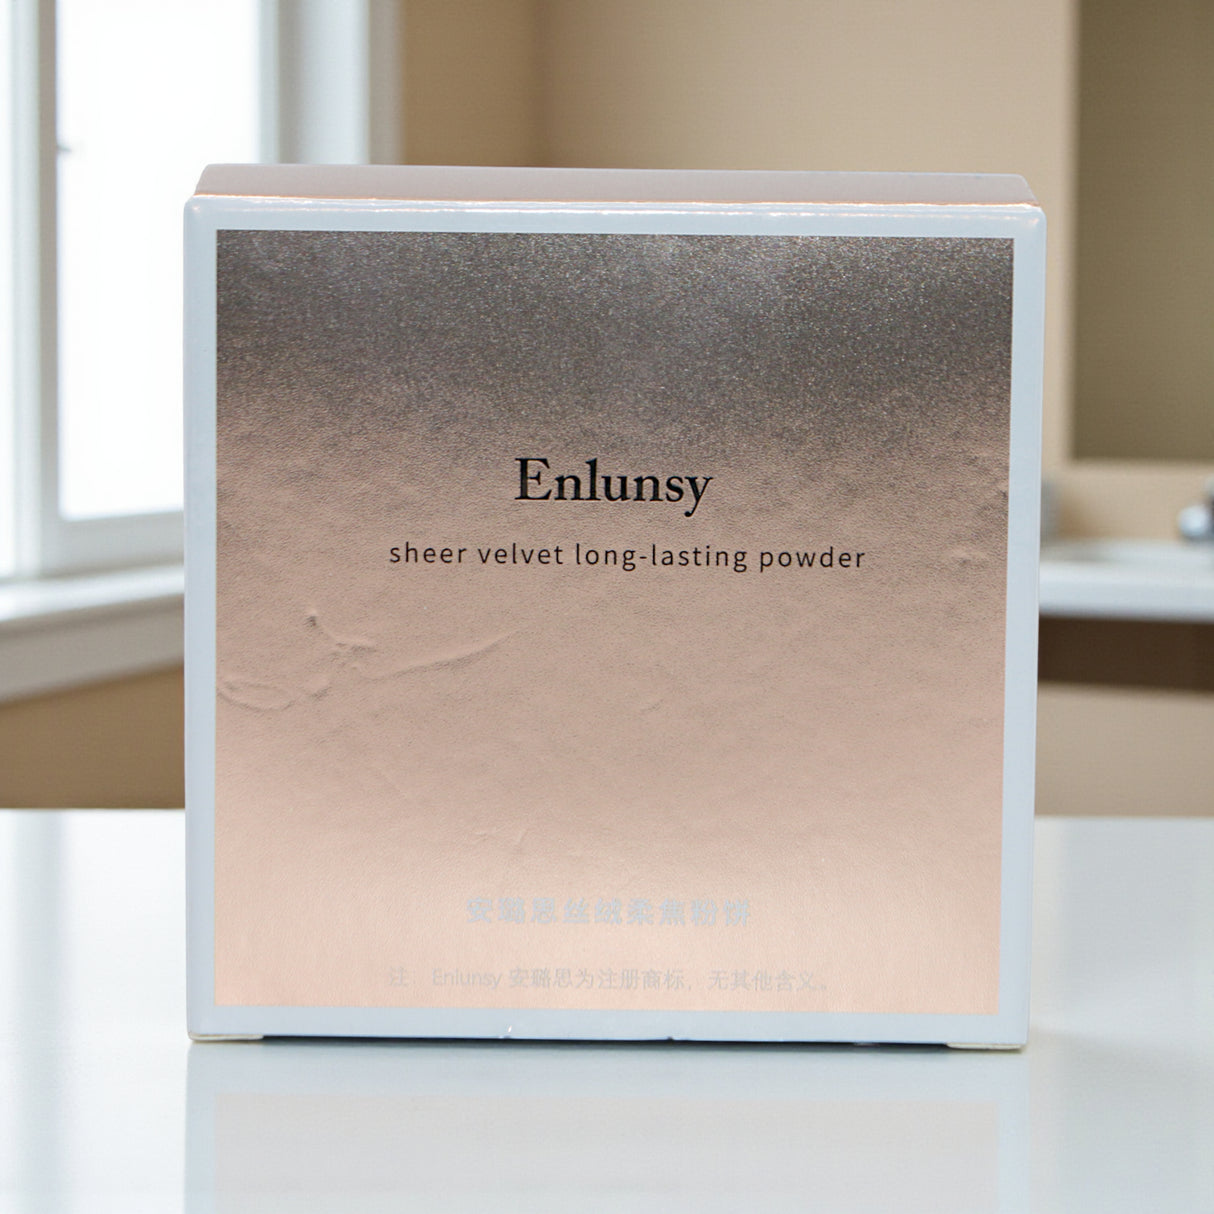 Enlunsy
sheer velvet long-lasting powder
安璐思丝绒柔焦粉饼
注：Enlunsy 安璐思为注册商标，无其他含义。